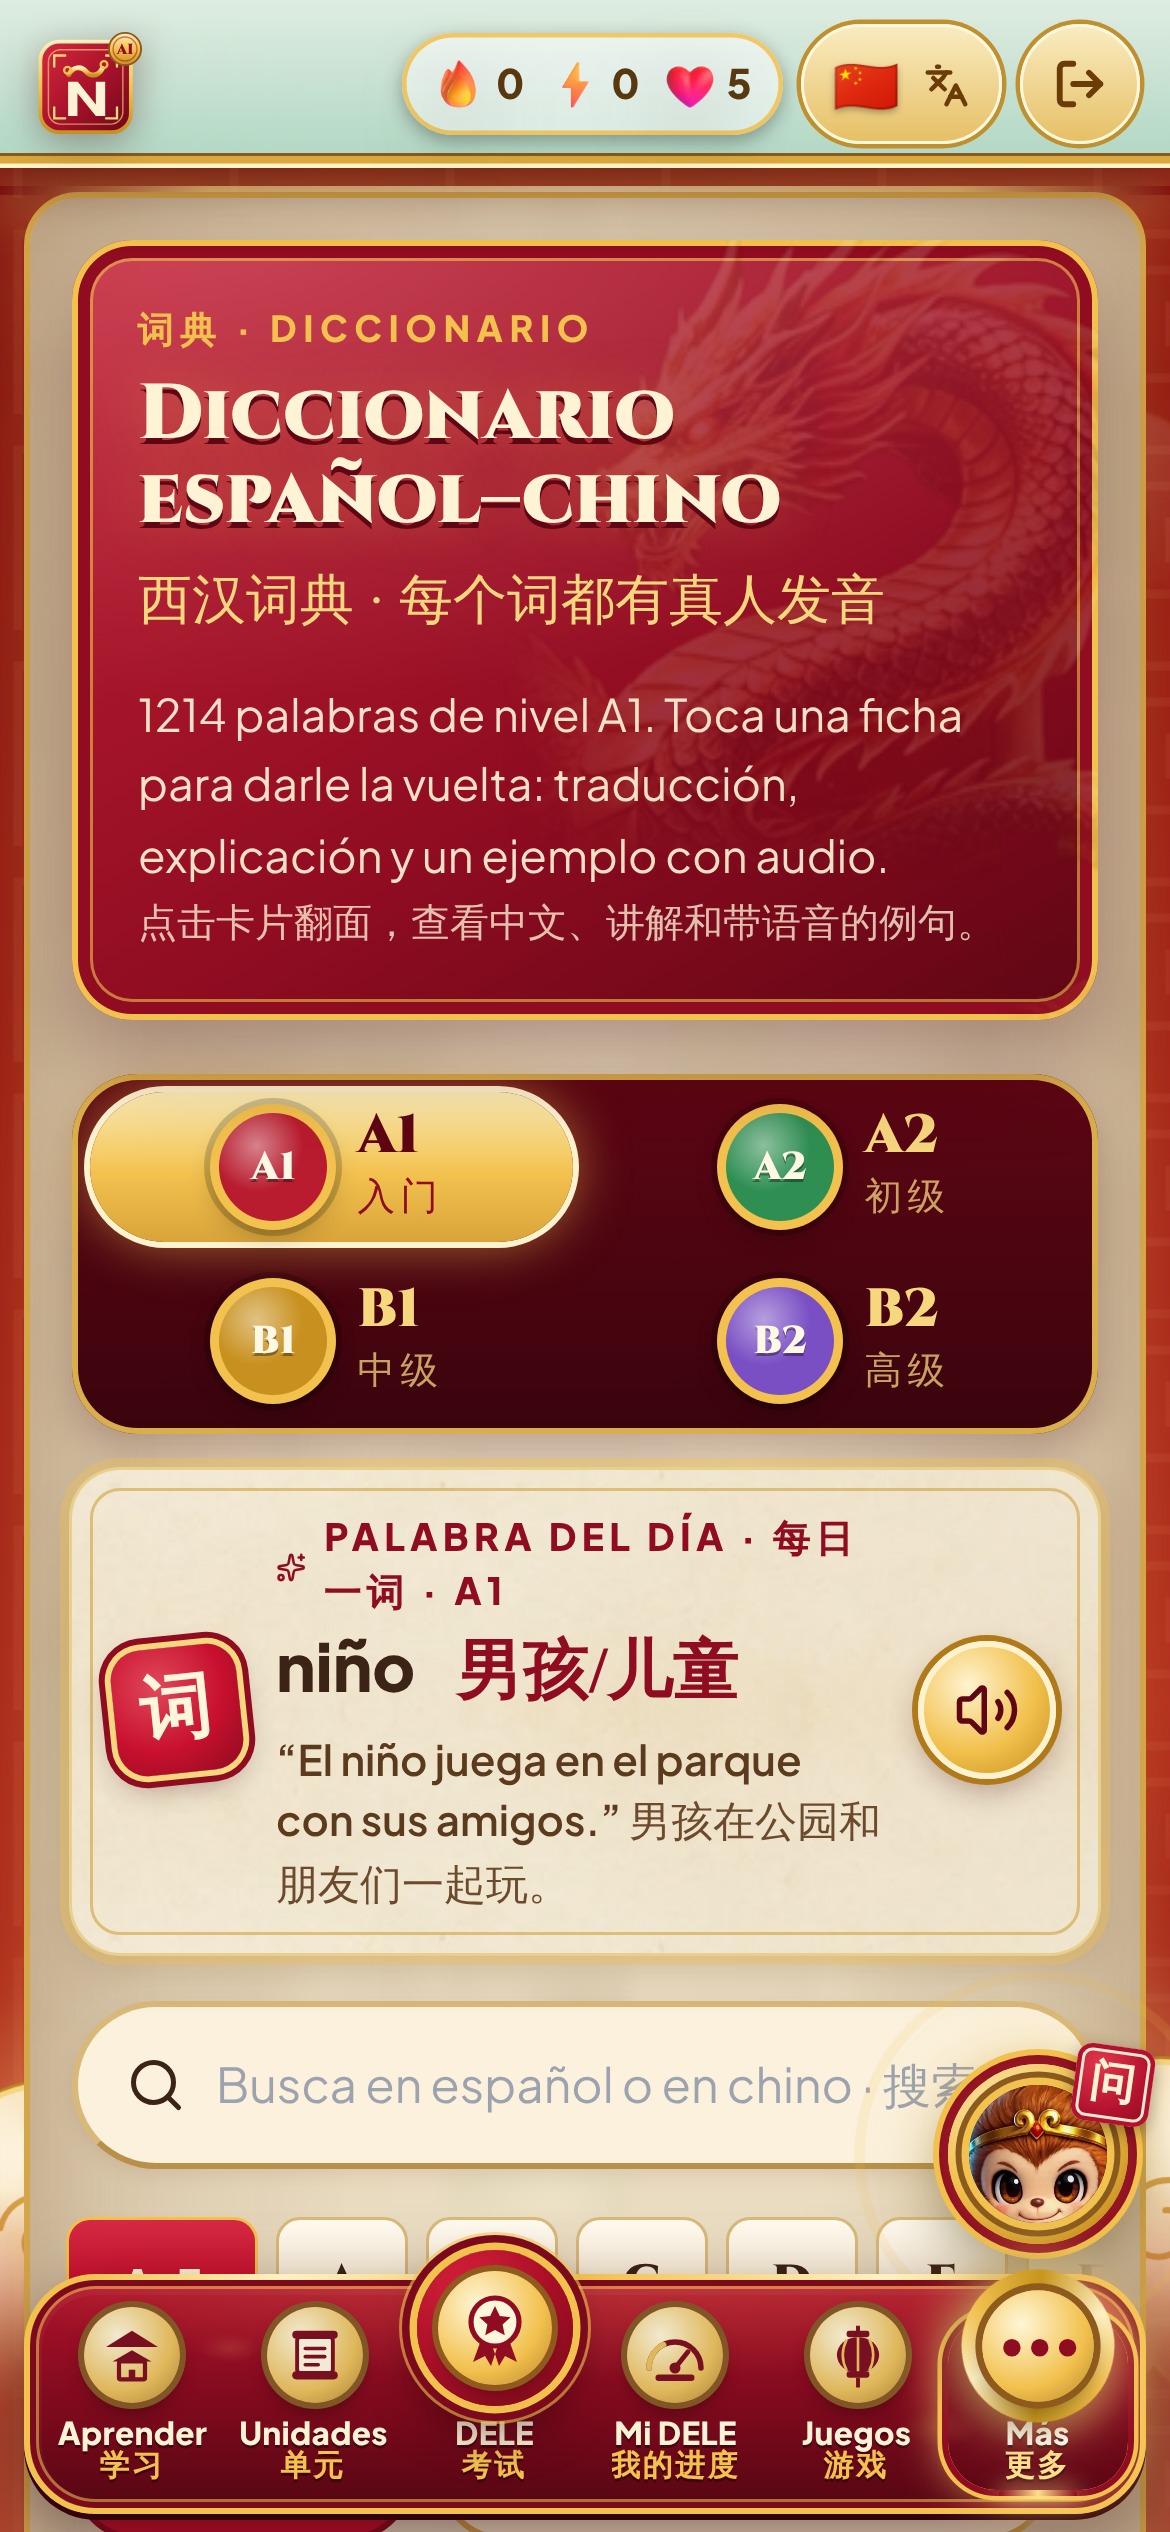 Ñ AI
0 0 5
文A
词典 · DICCIONARIO
DICCIONARIO
ESPAÑOL–CHINO
西汉词典 · 每个词都有真人发音
1214 palabras de nivel A1. Toca una ficha
para darle la vuelta: traducción,
explicación y un ejemplo con audio.
点击卡片翻面，查看中文、讲解和带语音的例句。
A1 A1
入门
A2 A2
初级
B1 B1
中级
B2 B2
高级
PALABRA DEL DÍA · 每日
一词 · A1
词
niño 男孩/儿童
“El niño juega en el parque
con sus amigos.” 男孩在公园和
朋友们一起玩。
Busca en español o en chino · 搜索
问
Aprender
学习
Unidades
单元
DELE
考试
Mi DELE
我的进度
Juegos
游戏
Más
更多